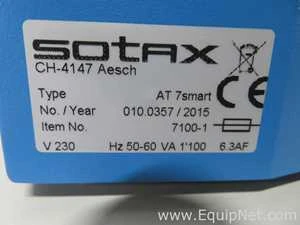 SOTAX
CH-4147 Aesch
Type AT 7smart
No. / Year 010.0357 / 2015
Item No. 7100-1
V 230 Hz 50-60 VA 1'100 6.3AF
www.EquipNet.com